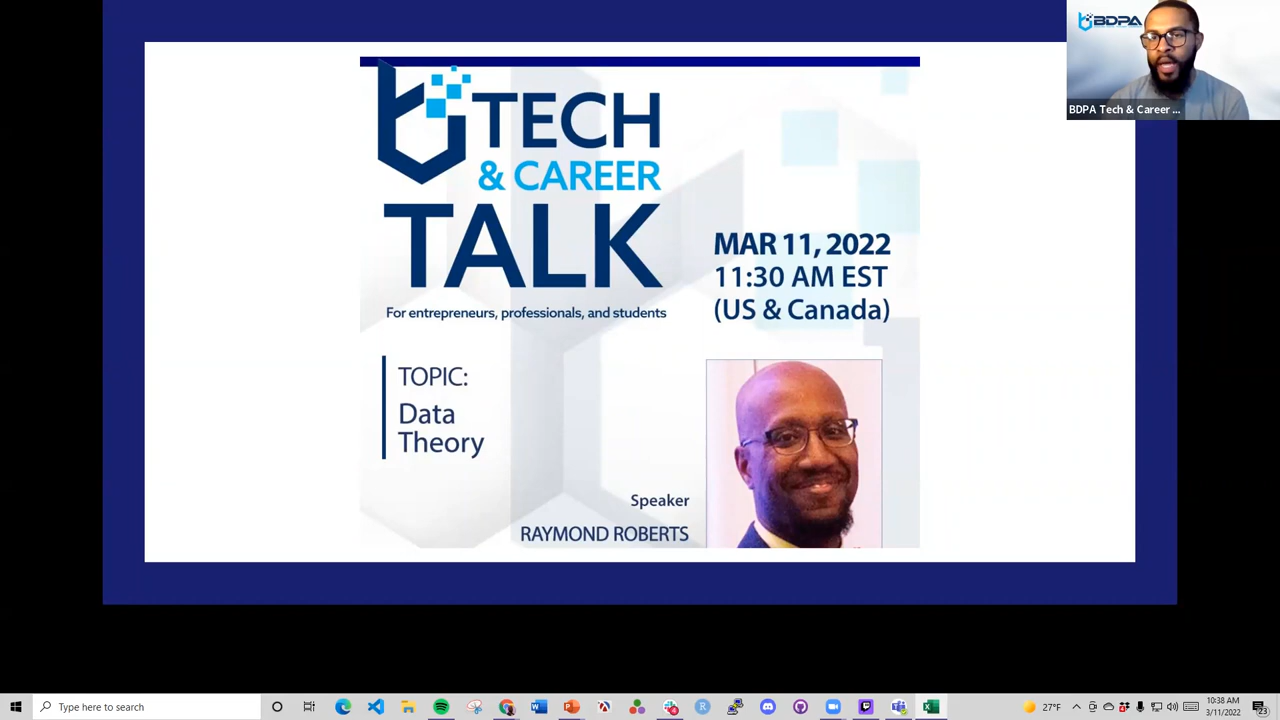 TECH
& CAREER
TALK
For entrepreneurs, professionals, and students
MAR 11, 2022
11:30 AM EST
(US & Canada)
TOPIC:
Data
Theory
Speaker
RAYMOND ROBERTS
BDPA
BDPA Tech & Career ...
Type here to search
27°F
10:38 AM
3/11/2022
23